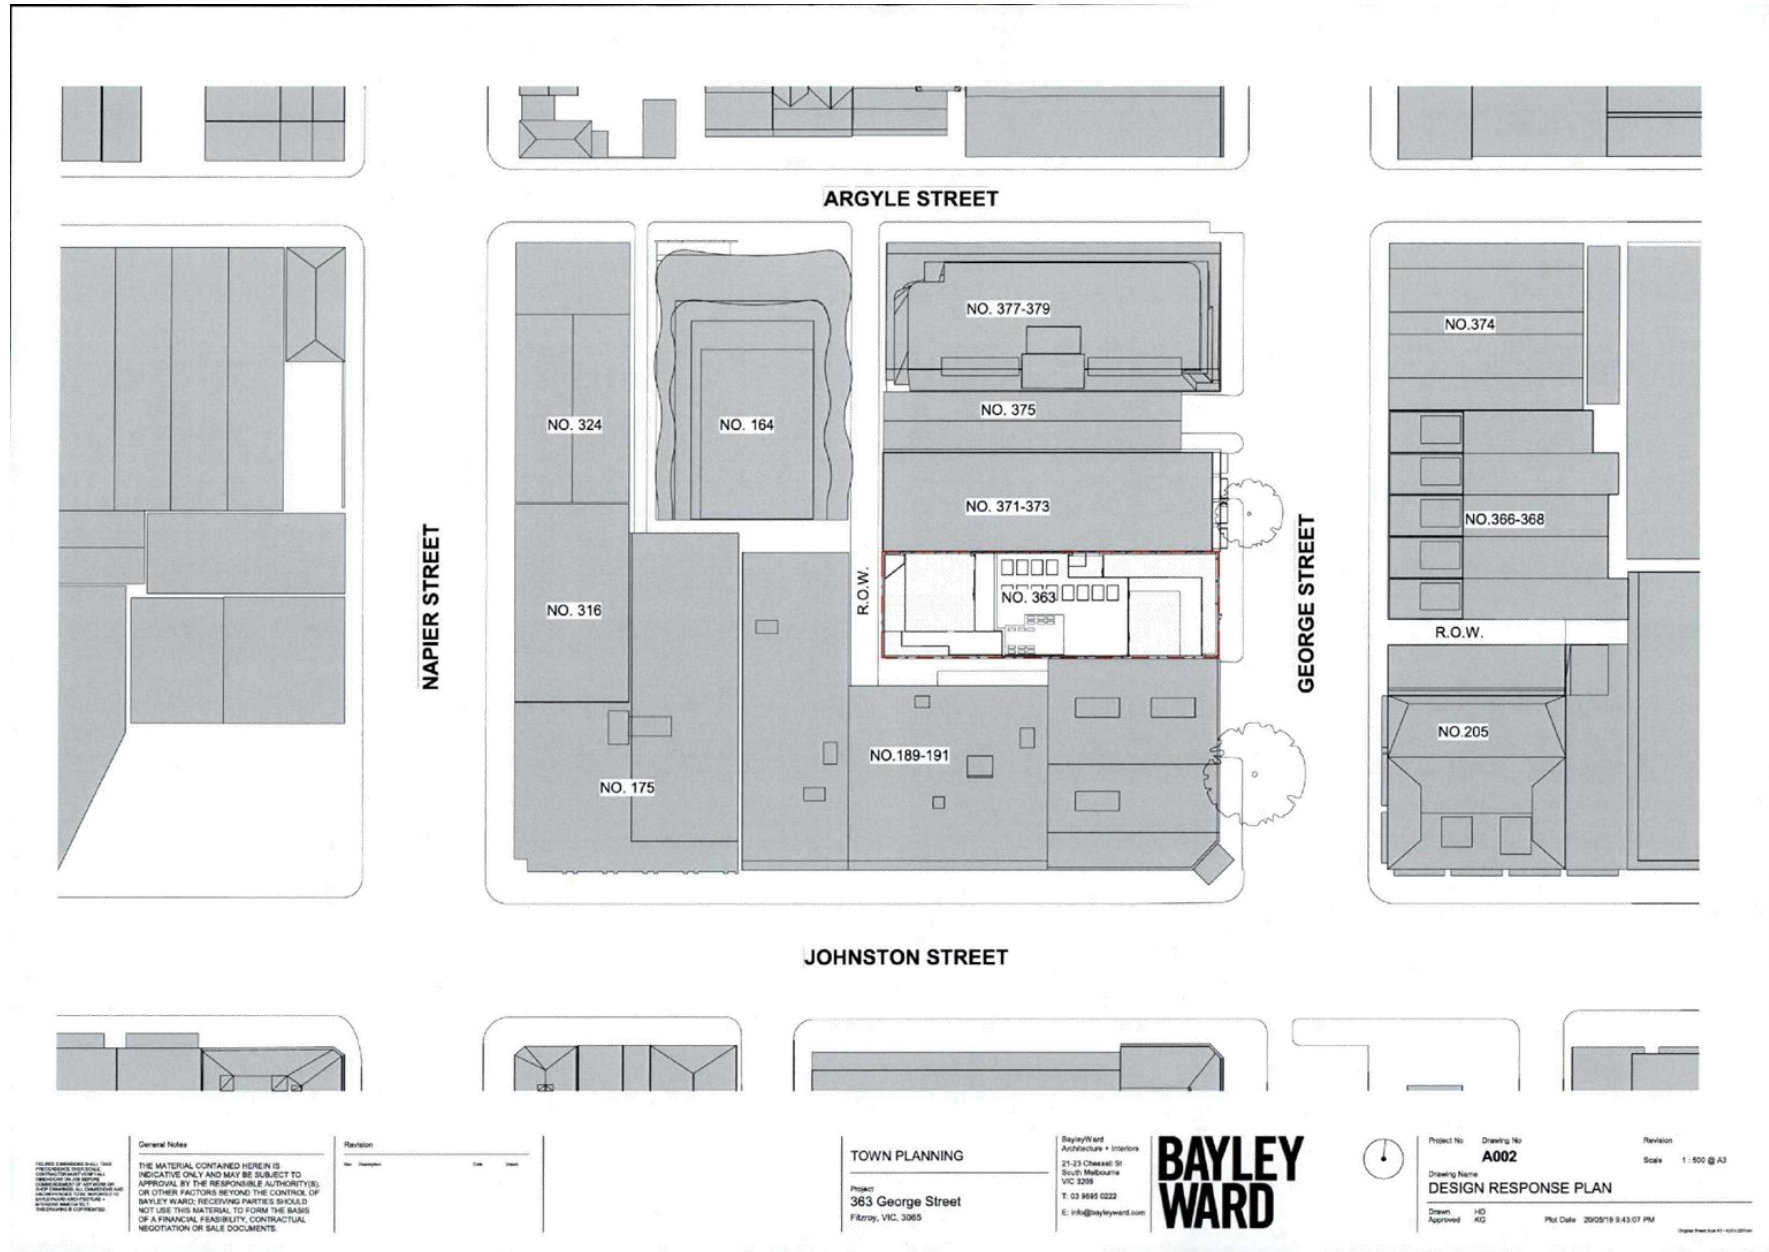 ARGYLE STREET
NO. 377-379
NO.374
NO. 375
NO. 324
NO. 164
NO. 371-373
NO.366-368
NAPIER STREET
R.O.W.
GEORGE STREET
NO. 363
NO. 316
R.O.W.
NO.205
NO.189-191
NO. 175
JOHNSTON STREET
General Notes
THE MATERIAL CONTAINED HEREIN IS
INDICATIVE ONLY AND MAY BE SUBJECT TO
APPROVAL BY THE RESPONSIBLE AUTHORITY(S),
OR OTHER FACTORS BEYOND THE CONTROL OF
BAYLEY WARD; RECEIVING PARTIES SHOULD
NOT USE THIS MATERIAL TO FORM THE BASIS
OF A FINANCIAL FEASIBILITY, CONTRACTUAL
NEGOTIATION OR SALE DOCUMENTS.
Revision
TOWN PLANNING
Project
363 George Street
Fitzroy, VIC, 3065
BayleyWard
Architecture + Interiors
21-23 Chessell St
South Melbourne
VIC 3205
T: 03 9695 0222
E: info@bayleyward.com
BAYLEY
WARD
Project No Drawing No Revision
A002
Scale 1 : 500 @ A3
Drawing Name
DESIGN RESPONSE PLAN
Drawn HD
Approved KG
Plot Date 20/05/19 9:43:07 PM